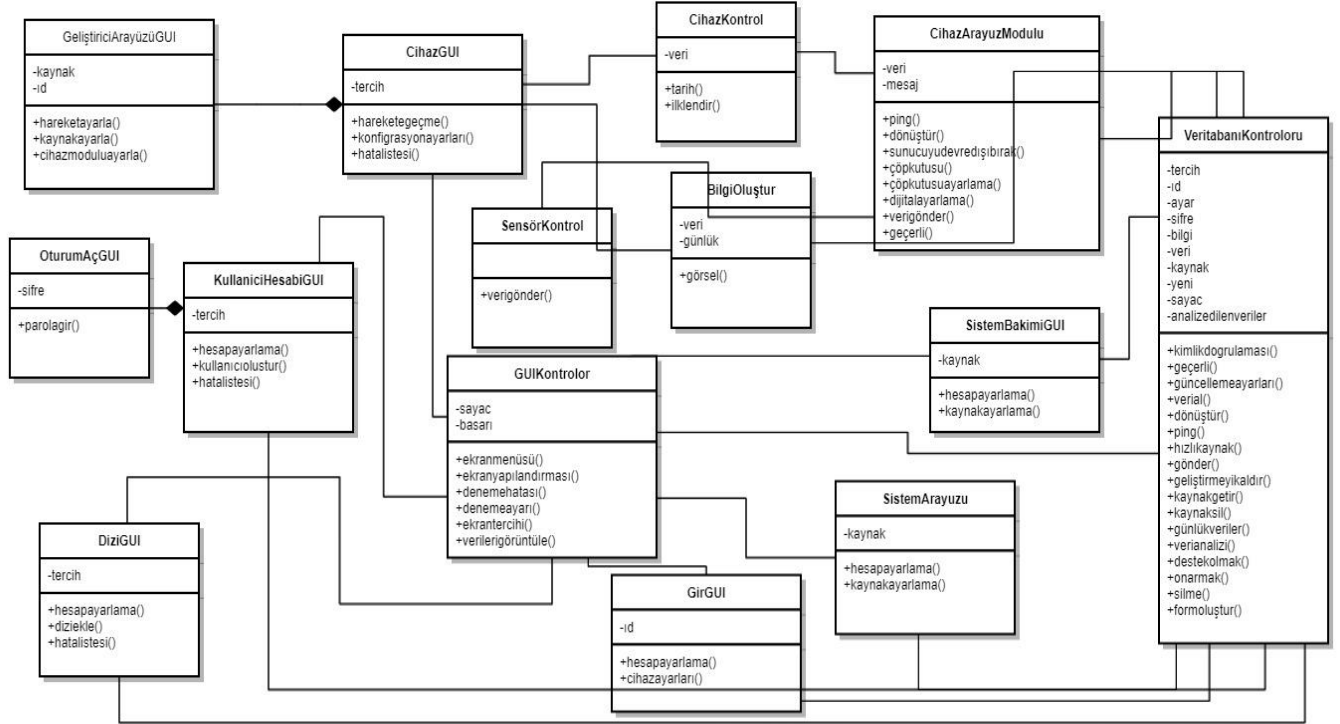 GeliştiriciArayüzüGUI
-kaynak
-ıd
+hareketayarla()
+kaynakayarla()
+cihazmoduluayarla()
CihazGUI
-tercih
+hareketegeçme()
+konfigrasyonayarları()
+hatalistesi()
CihazKontrol
-veri
+tarih()
+ilklendir()
CihazArayuzModulu
-veri
-mesaj
+ping()
+dönüştür()
+sunucuyudevredışıbırak()
+çöpkutusu()
+çöpkutusuayarlama()
+dijitalayarlama()
+verigönder()
+geçerli()
VeritabanıKontroloru
-tercih
-ıd
-ayar
-sifre
-bilgi
-veri
-kaynak
-yeni
-sayac
-analizedilenveriler
+kimlikdogrulaması()
+geçerli()
+güncellemeayarları()
+verial()
+dönüştür()
+ping()
+hızlıkaynak()
+gönder()
+geliştirmeyikaldır()
+kaynakgetir()
+kaynaksil()
+günlükveriler()
+verianalizi()
+destekolmak()
+onarmak()
+silme()
+formoluştur()
OturumAçGUI
-sifre
+parolagir()
KullaniciHesabiGUI
-tercih
+hesapayarlama()
+kullanıcıolustur()
+hatalistesi()
SensörKontrol
+verigönder()
BilgiOluştur
-veri
-günlük
+görsel()
SistemBakimiGUI
-kaynak
+hesapayarlama()
+kaynakayarlama()
GUIKontrolor
-sayac
-basarı
+ekranmenüsü()
+ekranyapılandırması()
+denemehatası()
+denemeayarı()
+ekrantercihi()
+verilerigörüntüle()
SistemArayuzu
-kaynak
+hesapayarlama()
+kaynakayarlama()
DiziGUI
-tercih
+hesapayarlama()
+diziekle()
+hatalistesi()
GirGUI
-ıd
+hesapayarlama()
+cihazayarları()